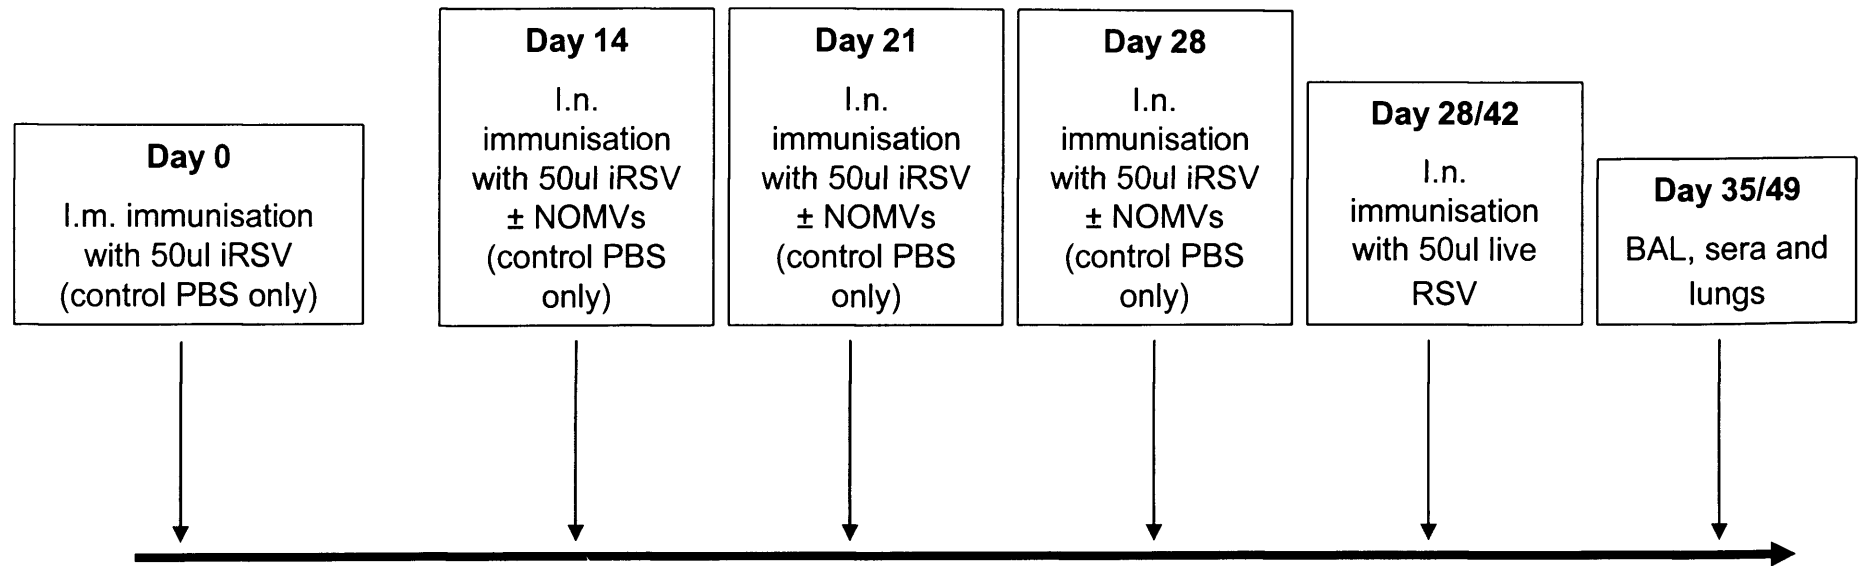 Day 0
I.m. immunisation
with 50ul iRSV
(control PBS only)
Day 14
I.n.
immunisation
with 50ul iRSV
± NOMVs
(control PBS
only)
Day 21
I.n.
immunisation
with 50ul iRSV
± NOMVs
(control PBS
only)
Day 28
I.n.
immunisation
with 50ul iRSV
± NOMVs
(control PBS
only)
Day 28/42
I.n.
immunisation
with 50ul live
RSV
Day 35/49
BAL, sera and
lungs